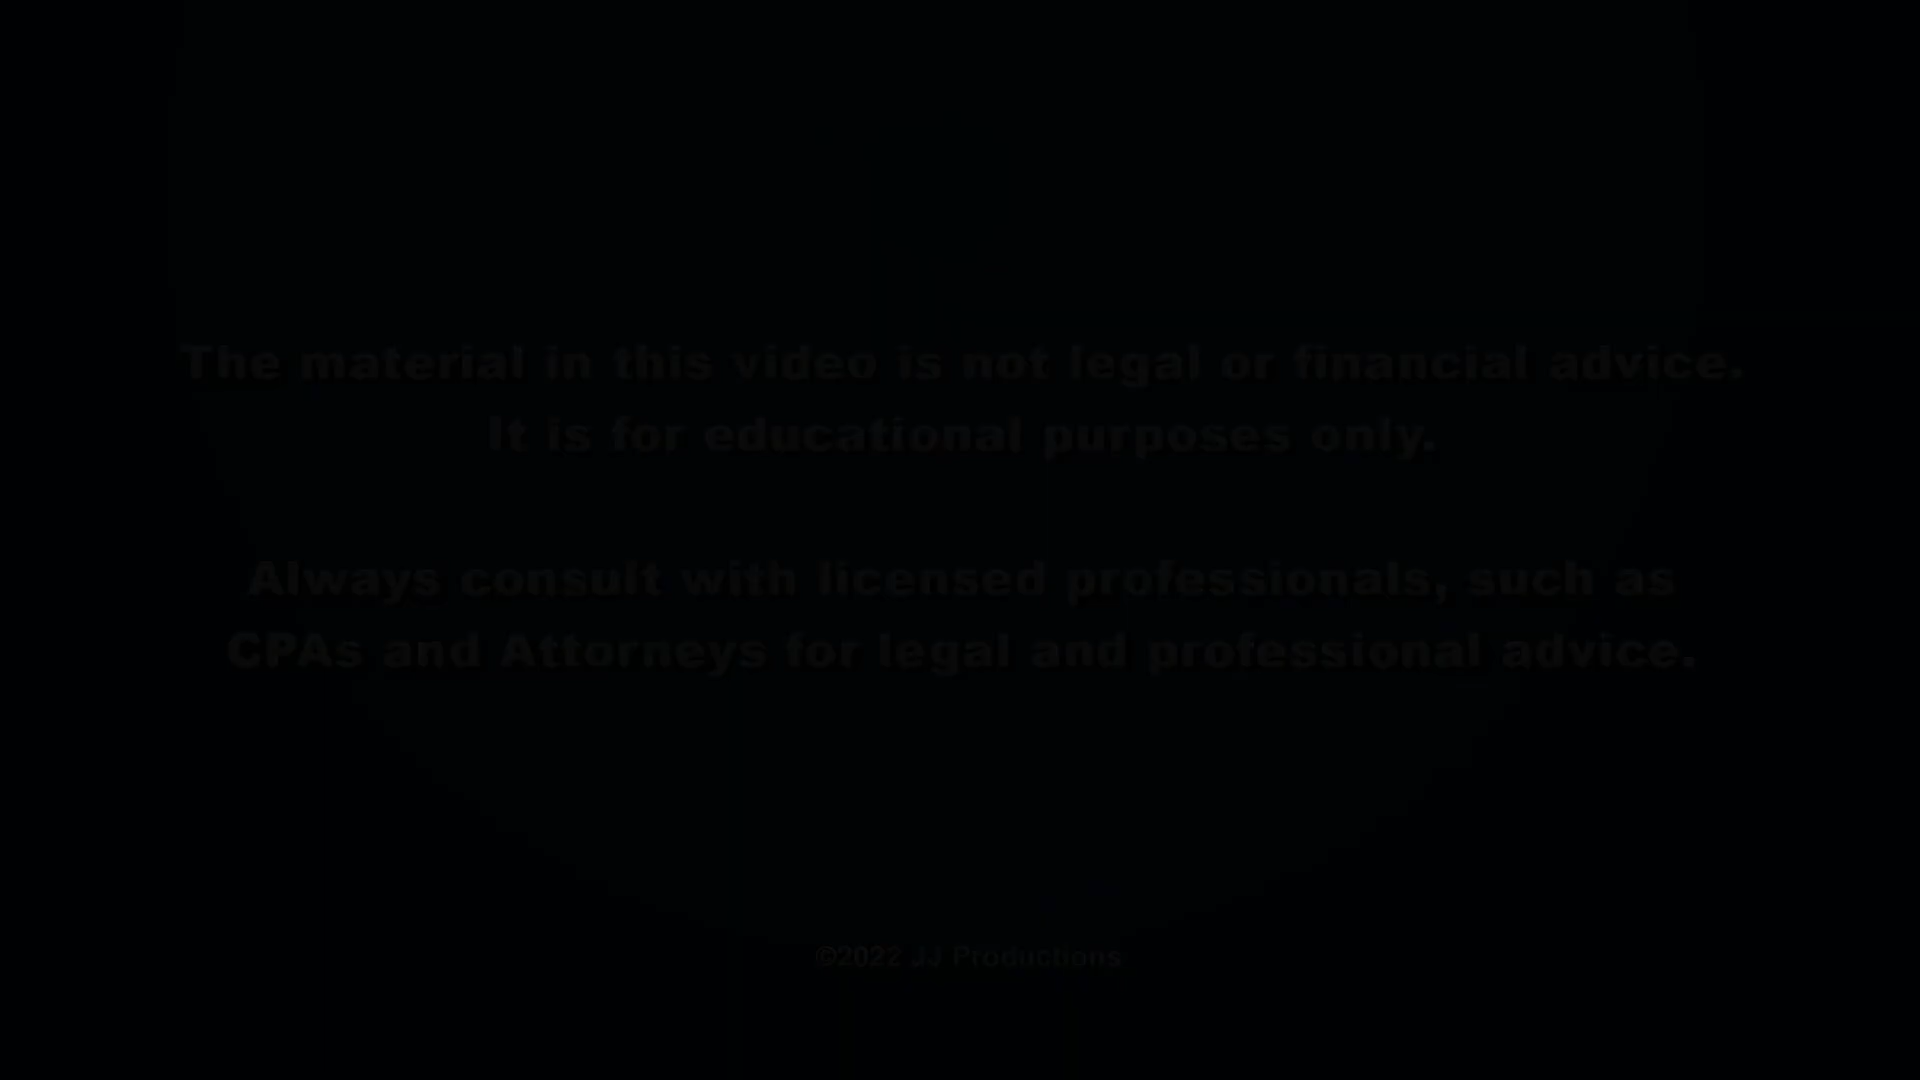 The material in this video is not legal or financial advice.
It is for educational purposes only.
Always consult with licensed professionals, such as
CPAs and Attorneys for legal and professional advice.
©2022 JJ Productions